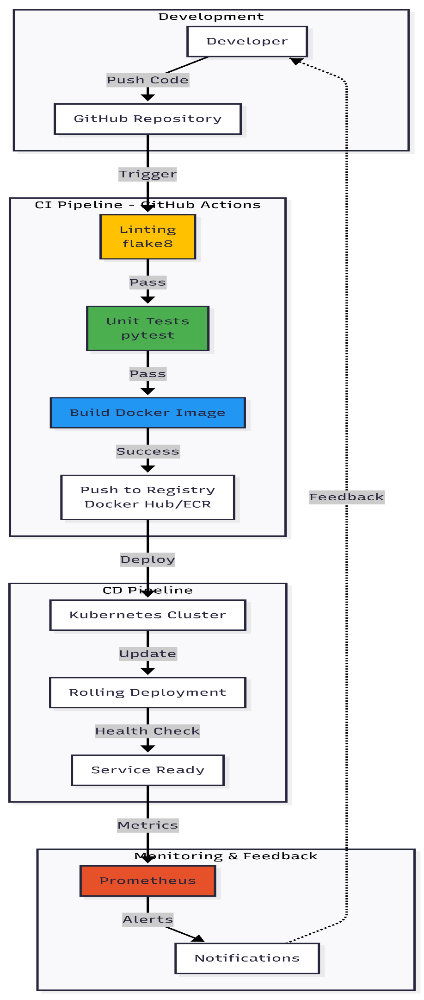 Development
Developer
Push Code
GitHub Repository
Trigger
CI Pipeline - GitHub Actions
Linting
flake8
Pass
Unit Tests
pytest
Pass
Build Docker Image
Success
Push to Registry
Docker Hub/ECR
Feedback
Deploy
CD Pipeline
Kubernetes Cluster
Update
Rolling Deployment
Health Check
Service Ready
Metrics
Monitoring & Feedback
Prometheus
Alerts
Notifications